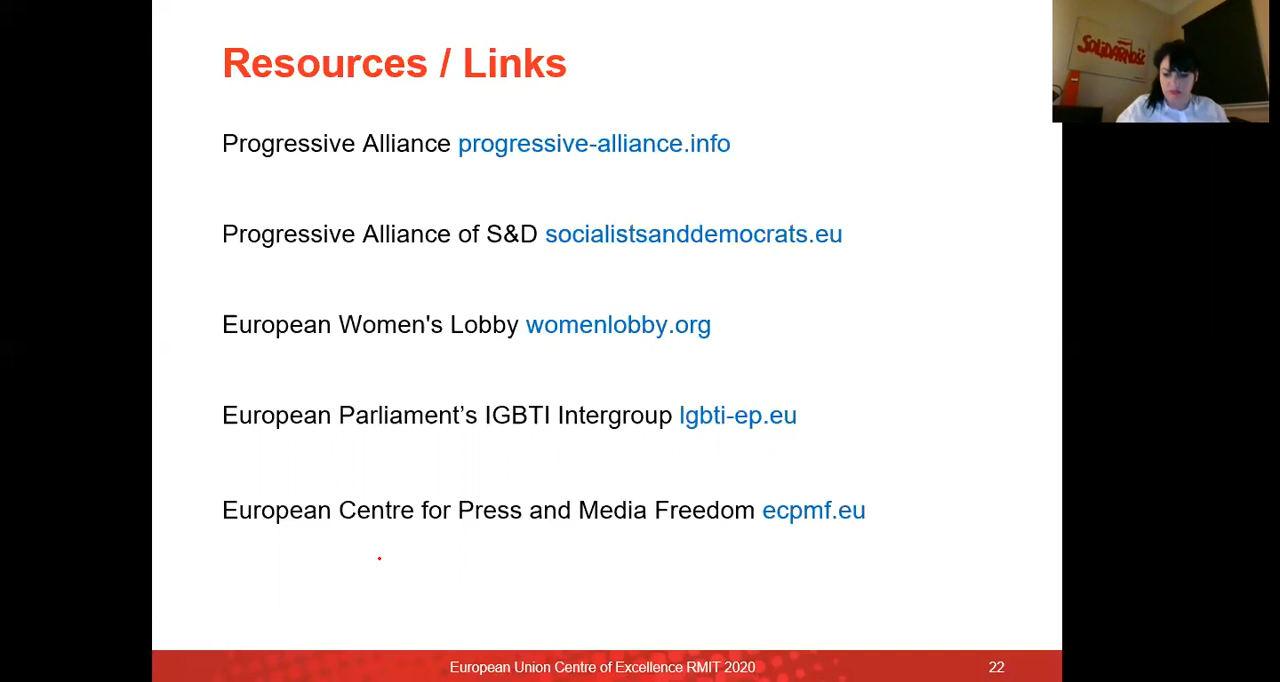 Resources / Links
SOLIDARNOŚĆ
Progressive Alliance progressive-alliance.info
Progressive Alliance of S&D socialistsanddemocrats.eu
European Women's Lobby womenlobby.org
European Parliament’s IGBTI Intergroup lgbti-ep.eu
European Centre for Press and Media Freedom ecpmf.eu
European Union Centre of Excellence RMIT 2020
22